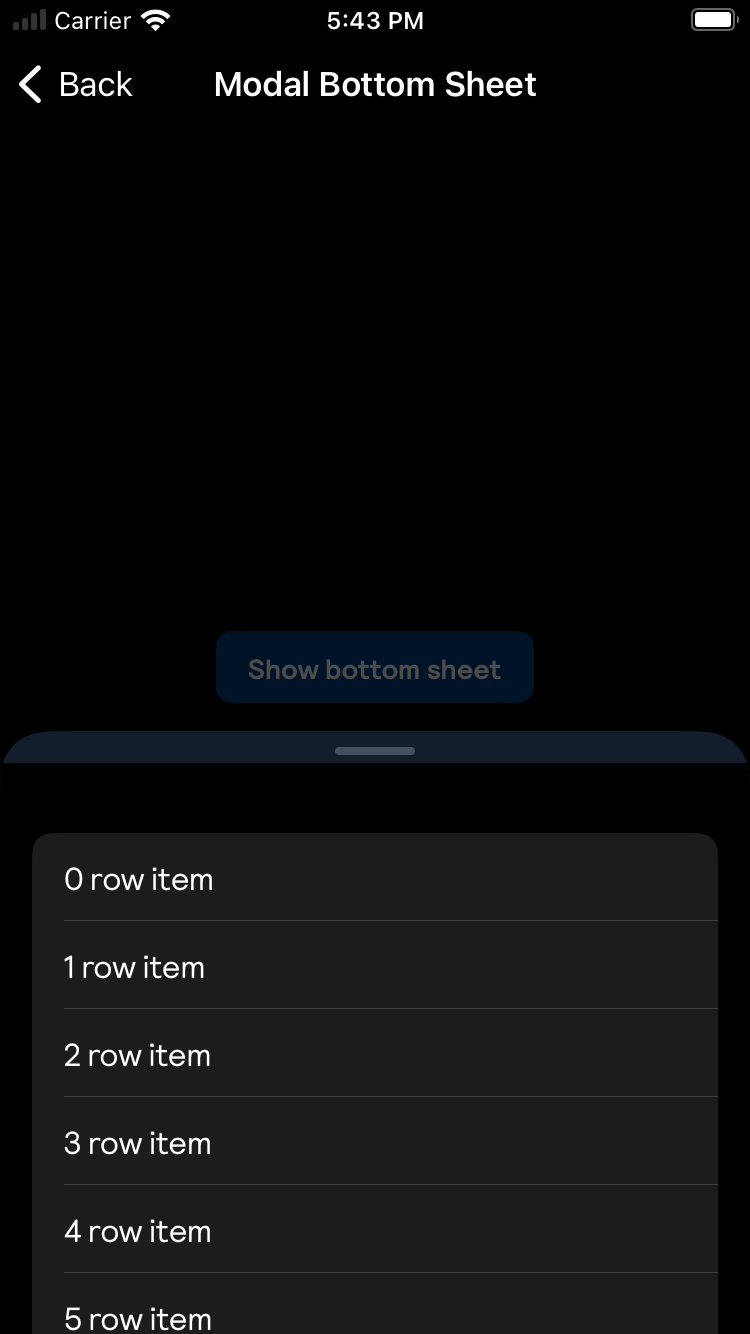 Carrier 5:43 PM
Back Modal Bottom Sheet
Show bottom sheet
0 row item
1 row item
2 row item
3 row item
4 row item
5 row item